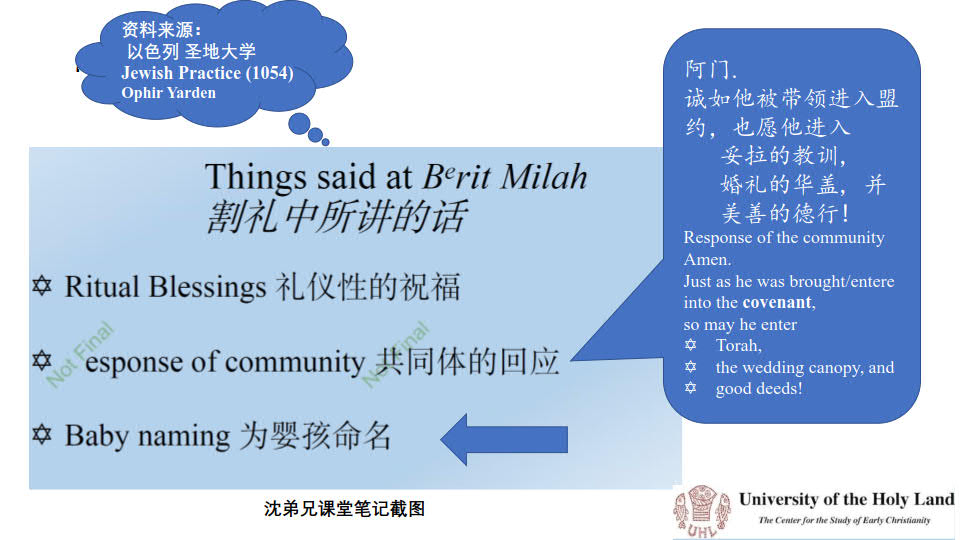 资料来源：
以色列 圣地大学
Jewish Practice (1054)
Ophir Yarden
Things said at Bᵉrit Milah
割礼中所讲的话
✡ Ritual Blessings 礼仪性的祝福
✡ esponse of community 共同体的回应
✡ Baby naming 为婴孩命名
Not Final
Not Final
阿门.
诚如他被带领进入盟
约，也愿他进入
妥拉的教训，
婚礼的华盖，并
美善的德行！
Response of the community
Amen.
Just as he was brought/entere
into the covenant,
so may he enter
✡ Torah,
✡ the wedding canopy, and
✡ good deeds!
沈弟兄课堂笔记截图
UHL
University of the Holy Land
The Center for the Study of Early Christianity